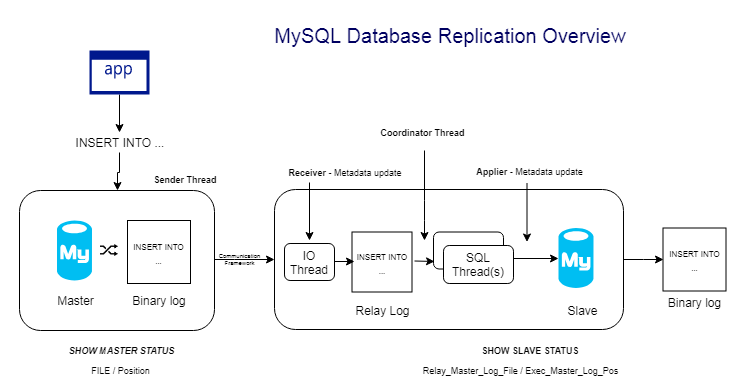 MySQL Database Replication Overview
app
INSERT INTO ...
Coordinator Thread
Sender Thread
Receiver - Metadata update
Applier - Metadata update
My
INSERT INTO
...
Master
Binary log
Communication
Framework
IO
Thread
INSERT INTO
...
Relay Log
SQL
Thread(s)
My
Slave
INSERT INTO
...
Binary log
SHOW MASTER STATUS
FILE / Position
SHOW SLAVE STATUS
Relay_Master_Log_File / Exec_Master_Log_Pos